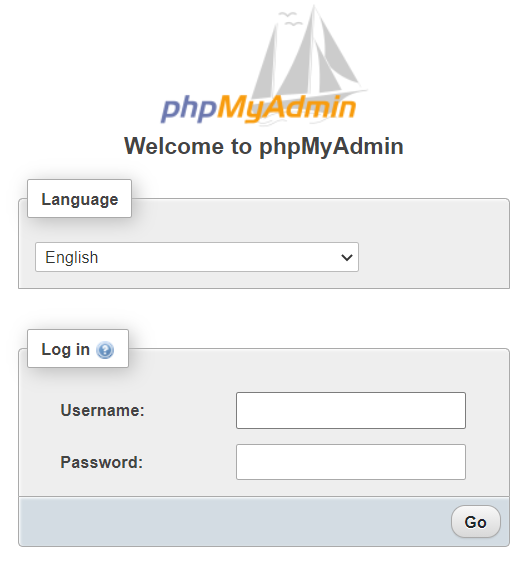 phpMyAdmin
Welcome to phpMyAdmin
Language
English
Log in
Username:
Password:
Go